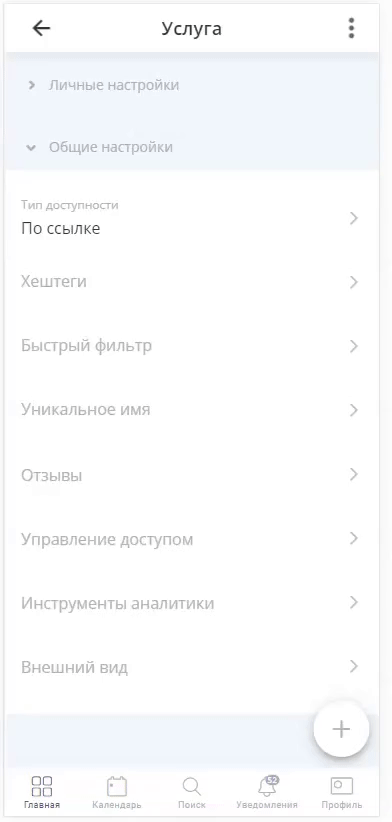 Услуга
Личные настройки
Общие настройки
Тип доступности
По ссылке
Хештеги
Быстрый фильтр
Уникальное имя
Отзывы
Управление доступом
Инструменты аналитики
Внешний вид
52
Главная Календарь Поиск Уведомления Профиль